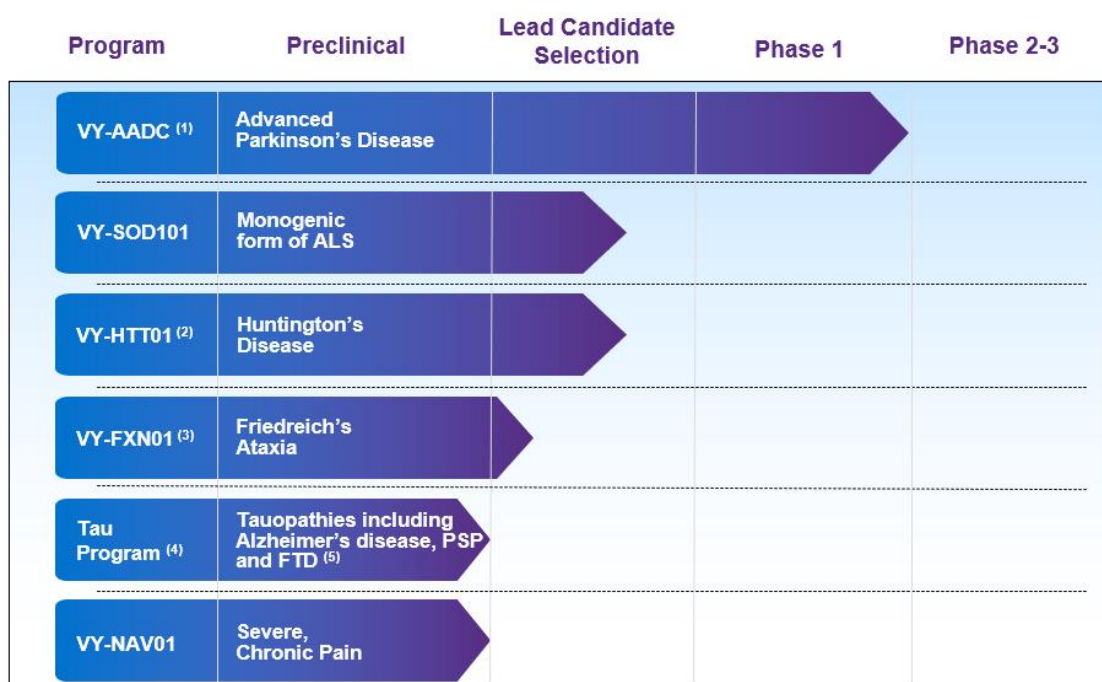 Program
Preclinical
Lead Candidate
Selection
Phase 1
Phase 2-3
VY-AADC (1)
Advanced
Parkinson's Disease
VY-SOD101
Monogenic
form of ALS
VY-HTT01 (2)
Huntington's
Disease
VY-FXN01 (3)
Friedreich's
Ataxia
Tau
Program (4)
Tauopathies including
Alzheimer's disease, PSP
and FTD (5)
VY-NAV01
Severe,
Chronic Pain